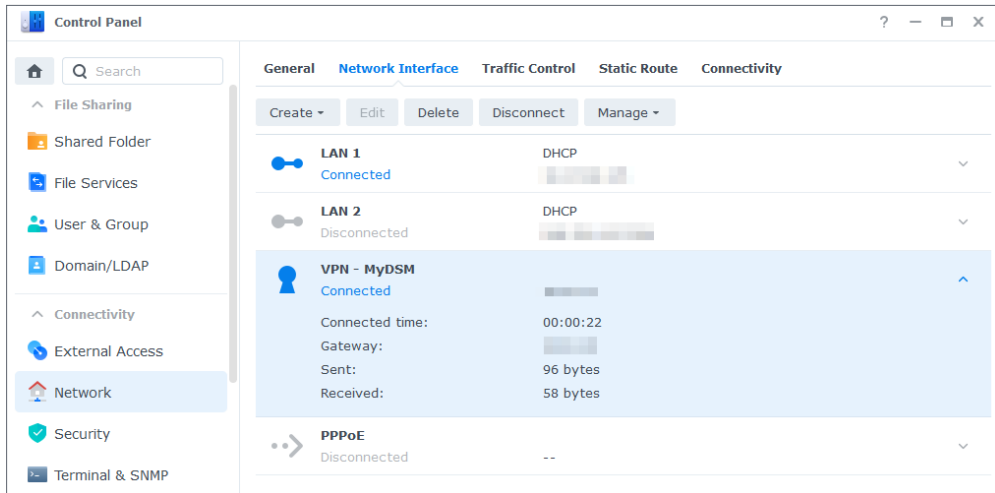 Control Panel
Search
File Sharing
Shared Folder
File Services
User & Group
Domain/LDAP
Connectivity
External Access
Network
Security
Terminal & SNMP
General Network Interface Traffic Control Static Route Connectivity
Create Edit Delete Disconnect Manage
LAN 1 DHCP
Connected
LAN 2 DHCP
Disconnected
VPN - MyDSM
Connected
Connected time: 00:00:22
Gateway:
Sent: 96 bytes
Received: 58 bytes
PPPoE
Disconnected --